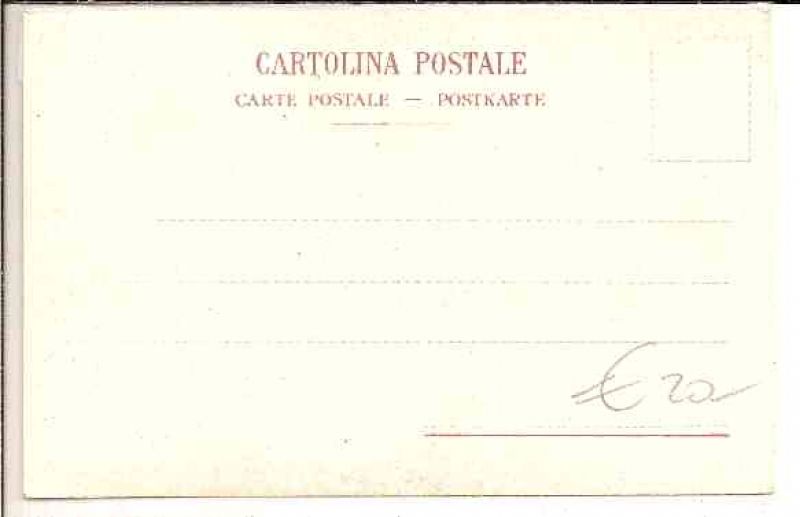 CARTOLINA POSTALE
CARTE POSTALE — POSTKARTE
€ 20